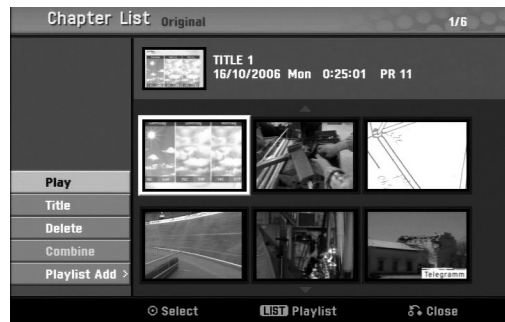 Chapter List Original 1/6
TITLE 1
16/10/2006 Mon 0:25:01 PR 11
Play
Title
Delete
Combine
Playlist Add >
Telegramm
Select LIST Playlist Close